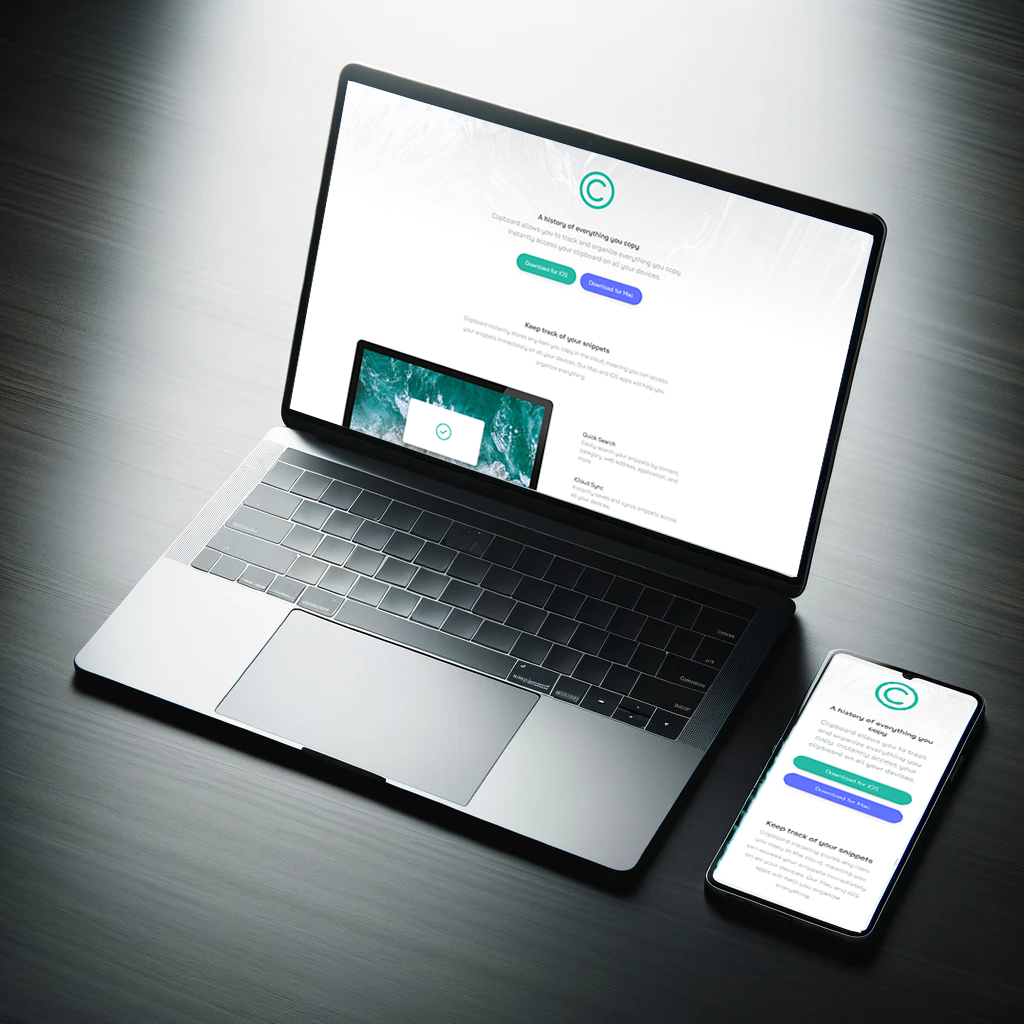 C
A history of everything you copy
Clipboard allows you to track and organize everything you copy.
Instantly access your clipboard on all your devices.
Download for iOS
Download for Mac
Keep track of your snippets
Clipboard instantly stores any item you copy in the cloud, meaning you can access
your snippets immediately on all your devices. Our Mac and iOS apps will help you
organize everything.
Quick Search
Easily search your snippets by content,
category, web address, application, and
more.
iCloud Sync
Instantly saves and syncs snippets across
all your devices.
C
A history of everything you
copy
Clipboard allows you to track
and organize everything you
copy. Instantly access your
clipboard on all your devices.
Download for iOS
Download for Mac
Keep track of your snippets
Clipboard instantly stores any item
you copy in the cloud, meaning you
can access your snippets immediately
on all your devices. Our Mac and iOS
apps will help you organize
everything.